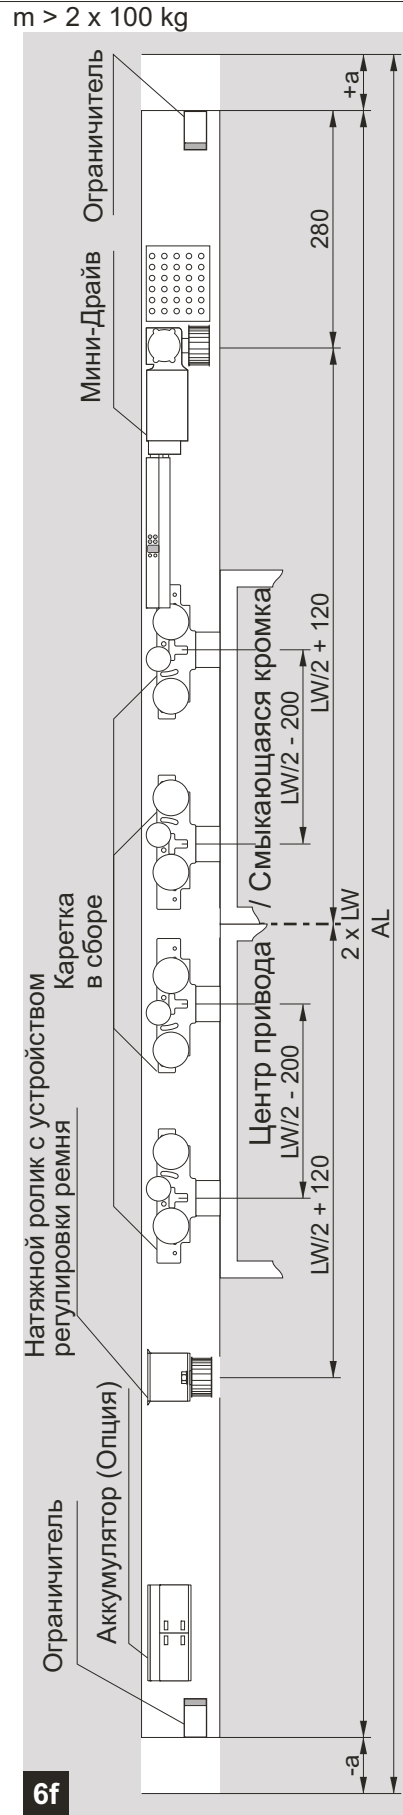 m > 2 x 100 kg
Ограничитель
+a
280
Мини-Драйв
LW/2 + 120
LW/2 - 200
Центр привода / Смыкающаяся кромка
2 x LW
AL
Каретка
в сборе
LW/2 - 200
LW/2 + 120
Натяжной ролик с устройством
регулировки ремня
Аккумулятор (Опция)
Ограничитель
-a
6f